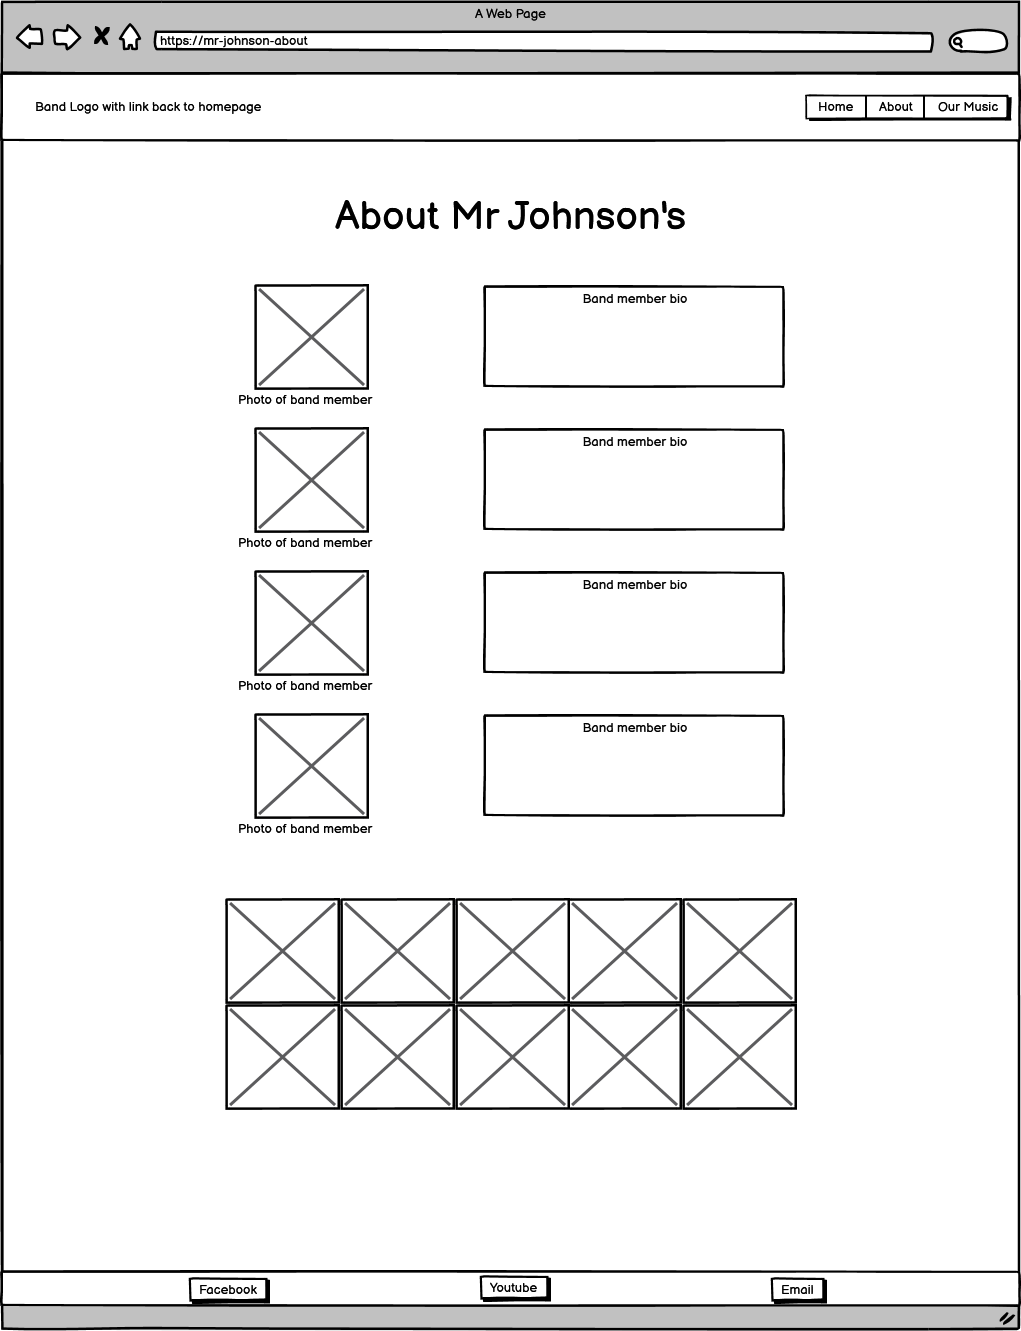 A Web Page
https://mr-johnson-about
Band Logo with link back to homepage
Home About Our Music
About Mr Johnson's
Band member bio
Photo of band member
Band member bio
Photo of band member
Band member bio
Photo of band member
Band member bio
Photo of band member
Facebook Youtube Email